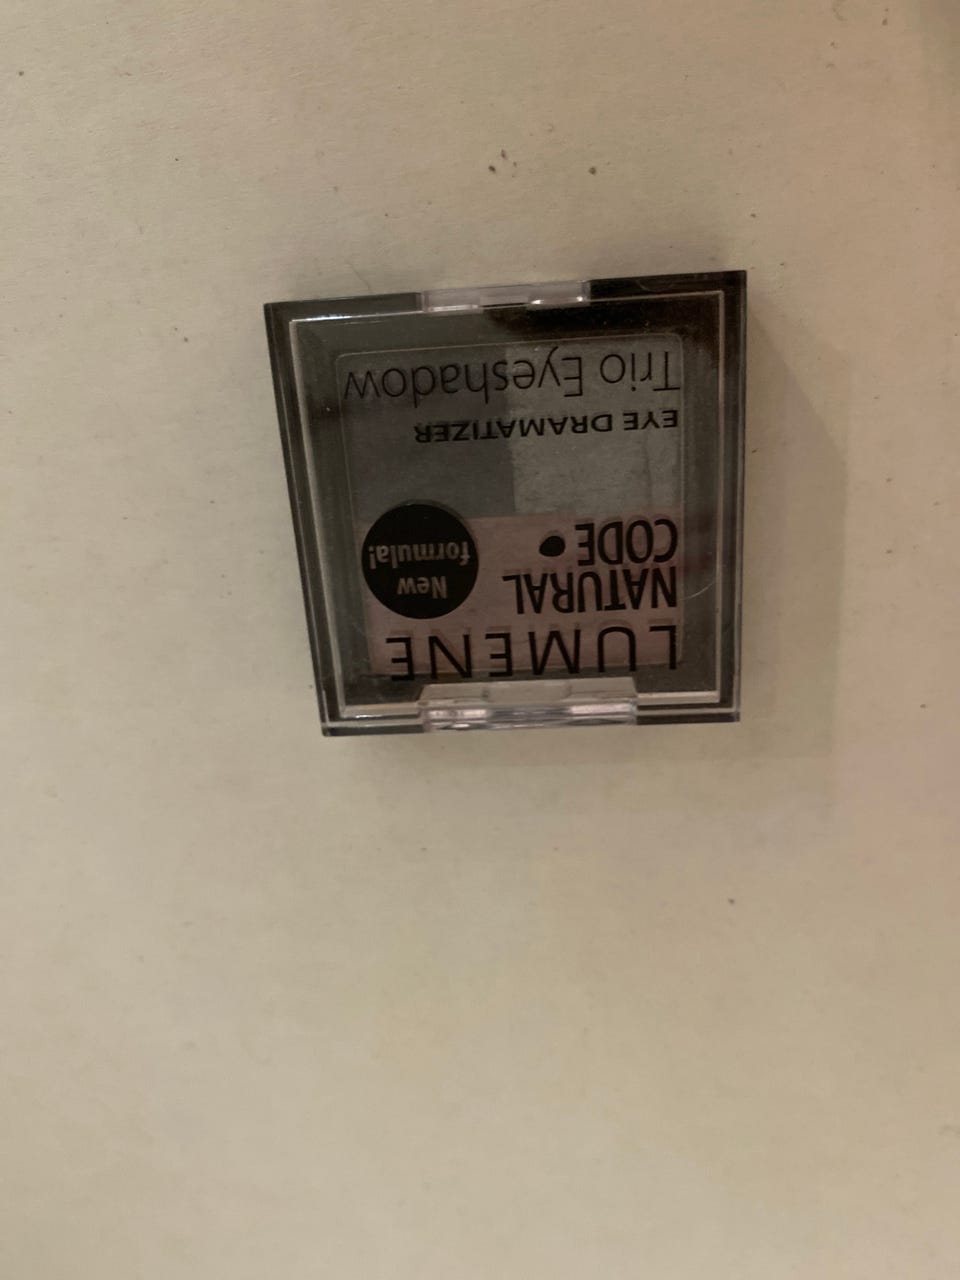 LUMENE
NATURAL
CODE
New
formula!
EYE DRAMATIZER
Trio Eyeshadow